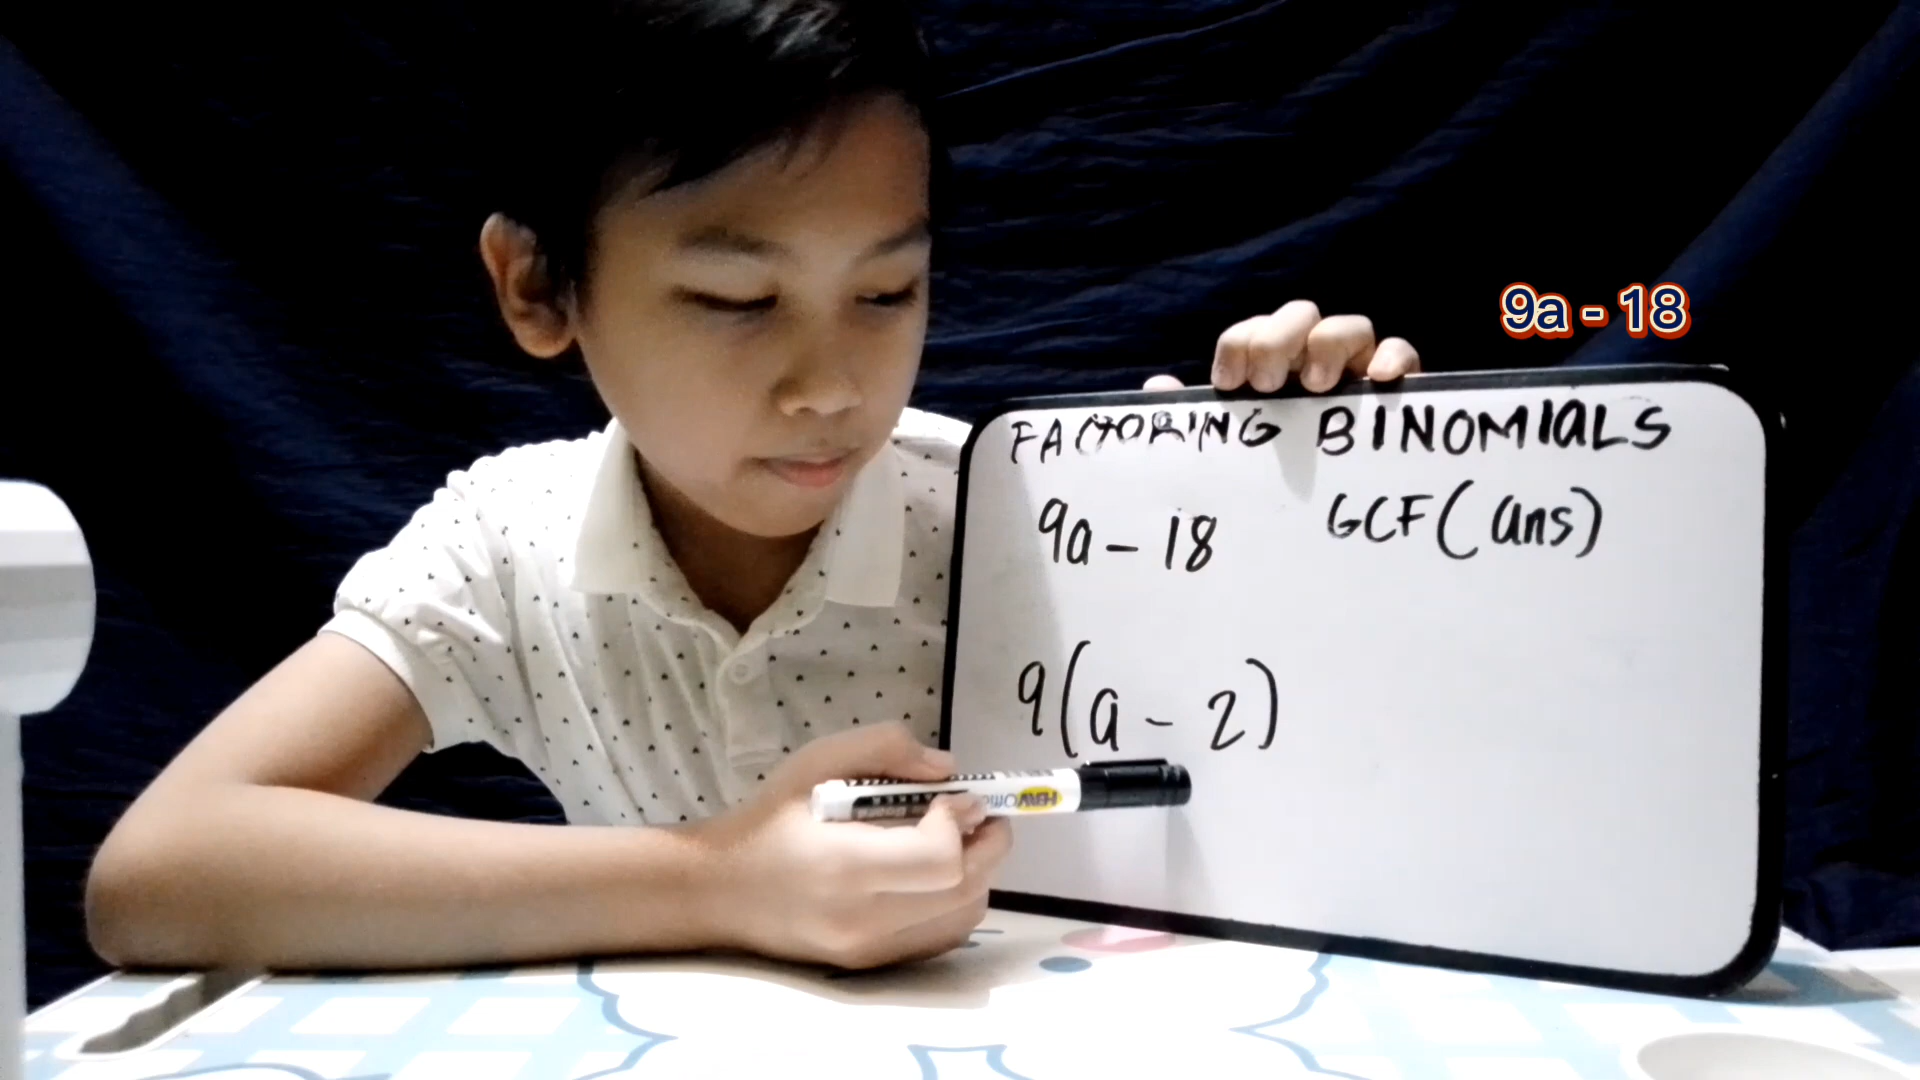 9a - 18
FACTORING BINOMIALS
9a - 18 GCF(ans)
9(a - 2)